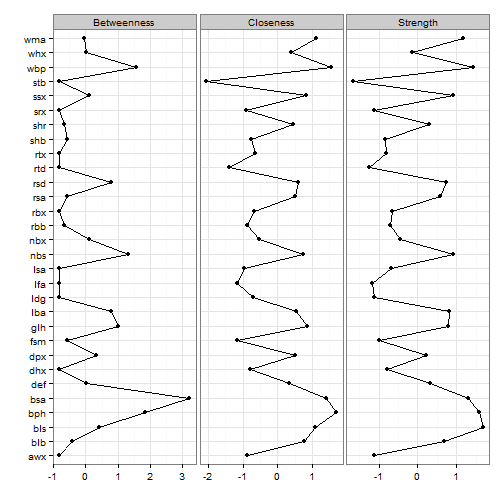 Betweenness Closeness Strength
wma
whx
wbp
stb
ssx
srx
shr
shb
rtx
rtd
rsd
rsa
rbx
rbb
nbx
nbs
lsa
lfa
ldg
lba
glh
fsm
dpx
dhx
def
bsa
bph
bls
blb
awx
-1 0 1 2 3 -2 -1 0 1 -1 0 1